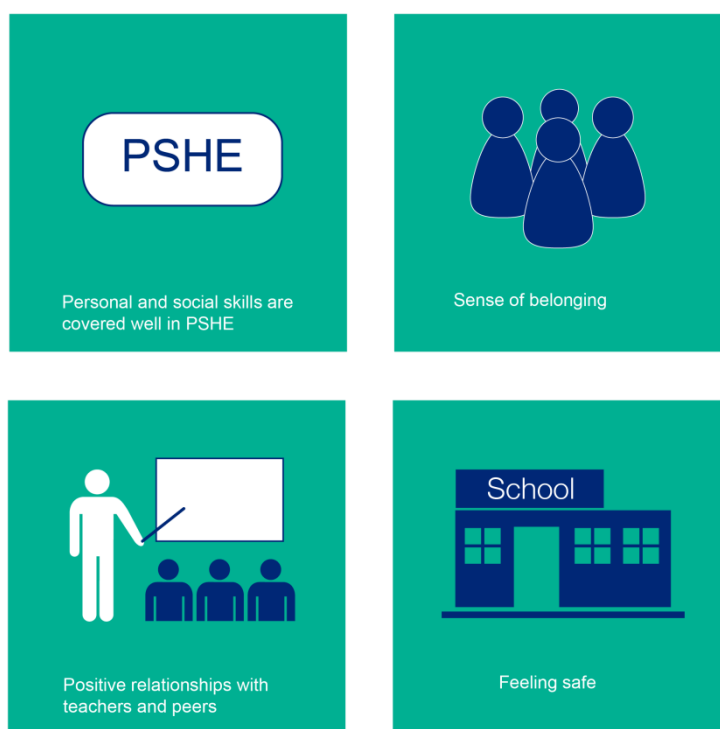 PSHE
Personal and social skills are
covered well in PSHE
Sense of belonging
Positive relationships with
teachers and peers
School
Feeling safe